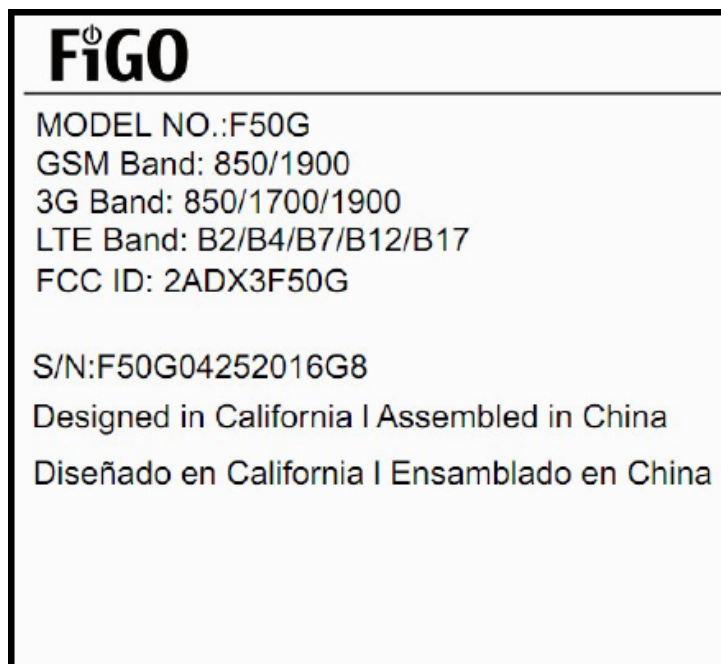 FiGO
MODEL NO.:F50G
GSM Band: 850/1900
3G Band: 850/1700/1900
LTE Band: B2/B4/B7/B12/B17
FCC ID: 2ADX3F50G
S/N:F50G04252016G8
Designed in California I Assembled in China
Diseñado en California I Ensamblado en China